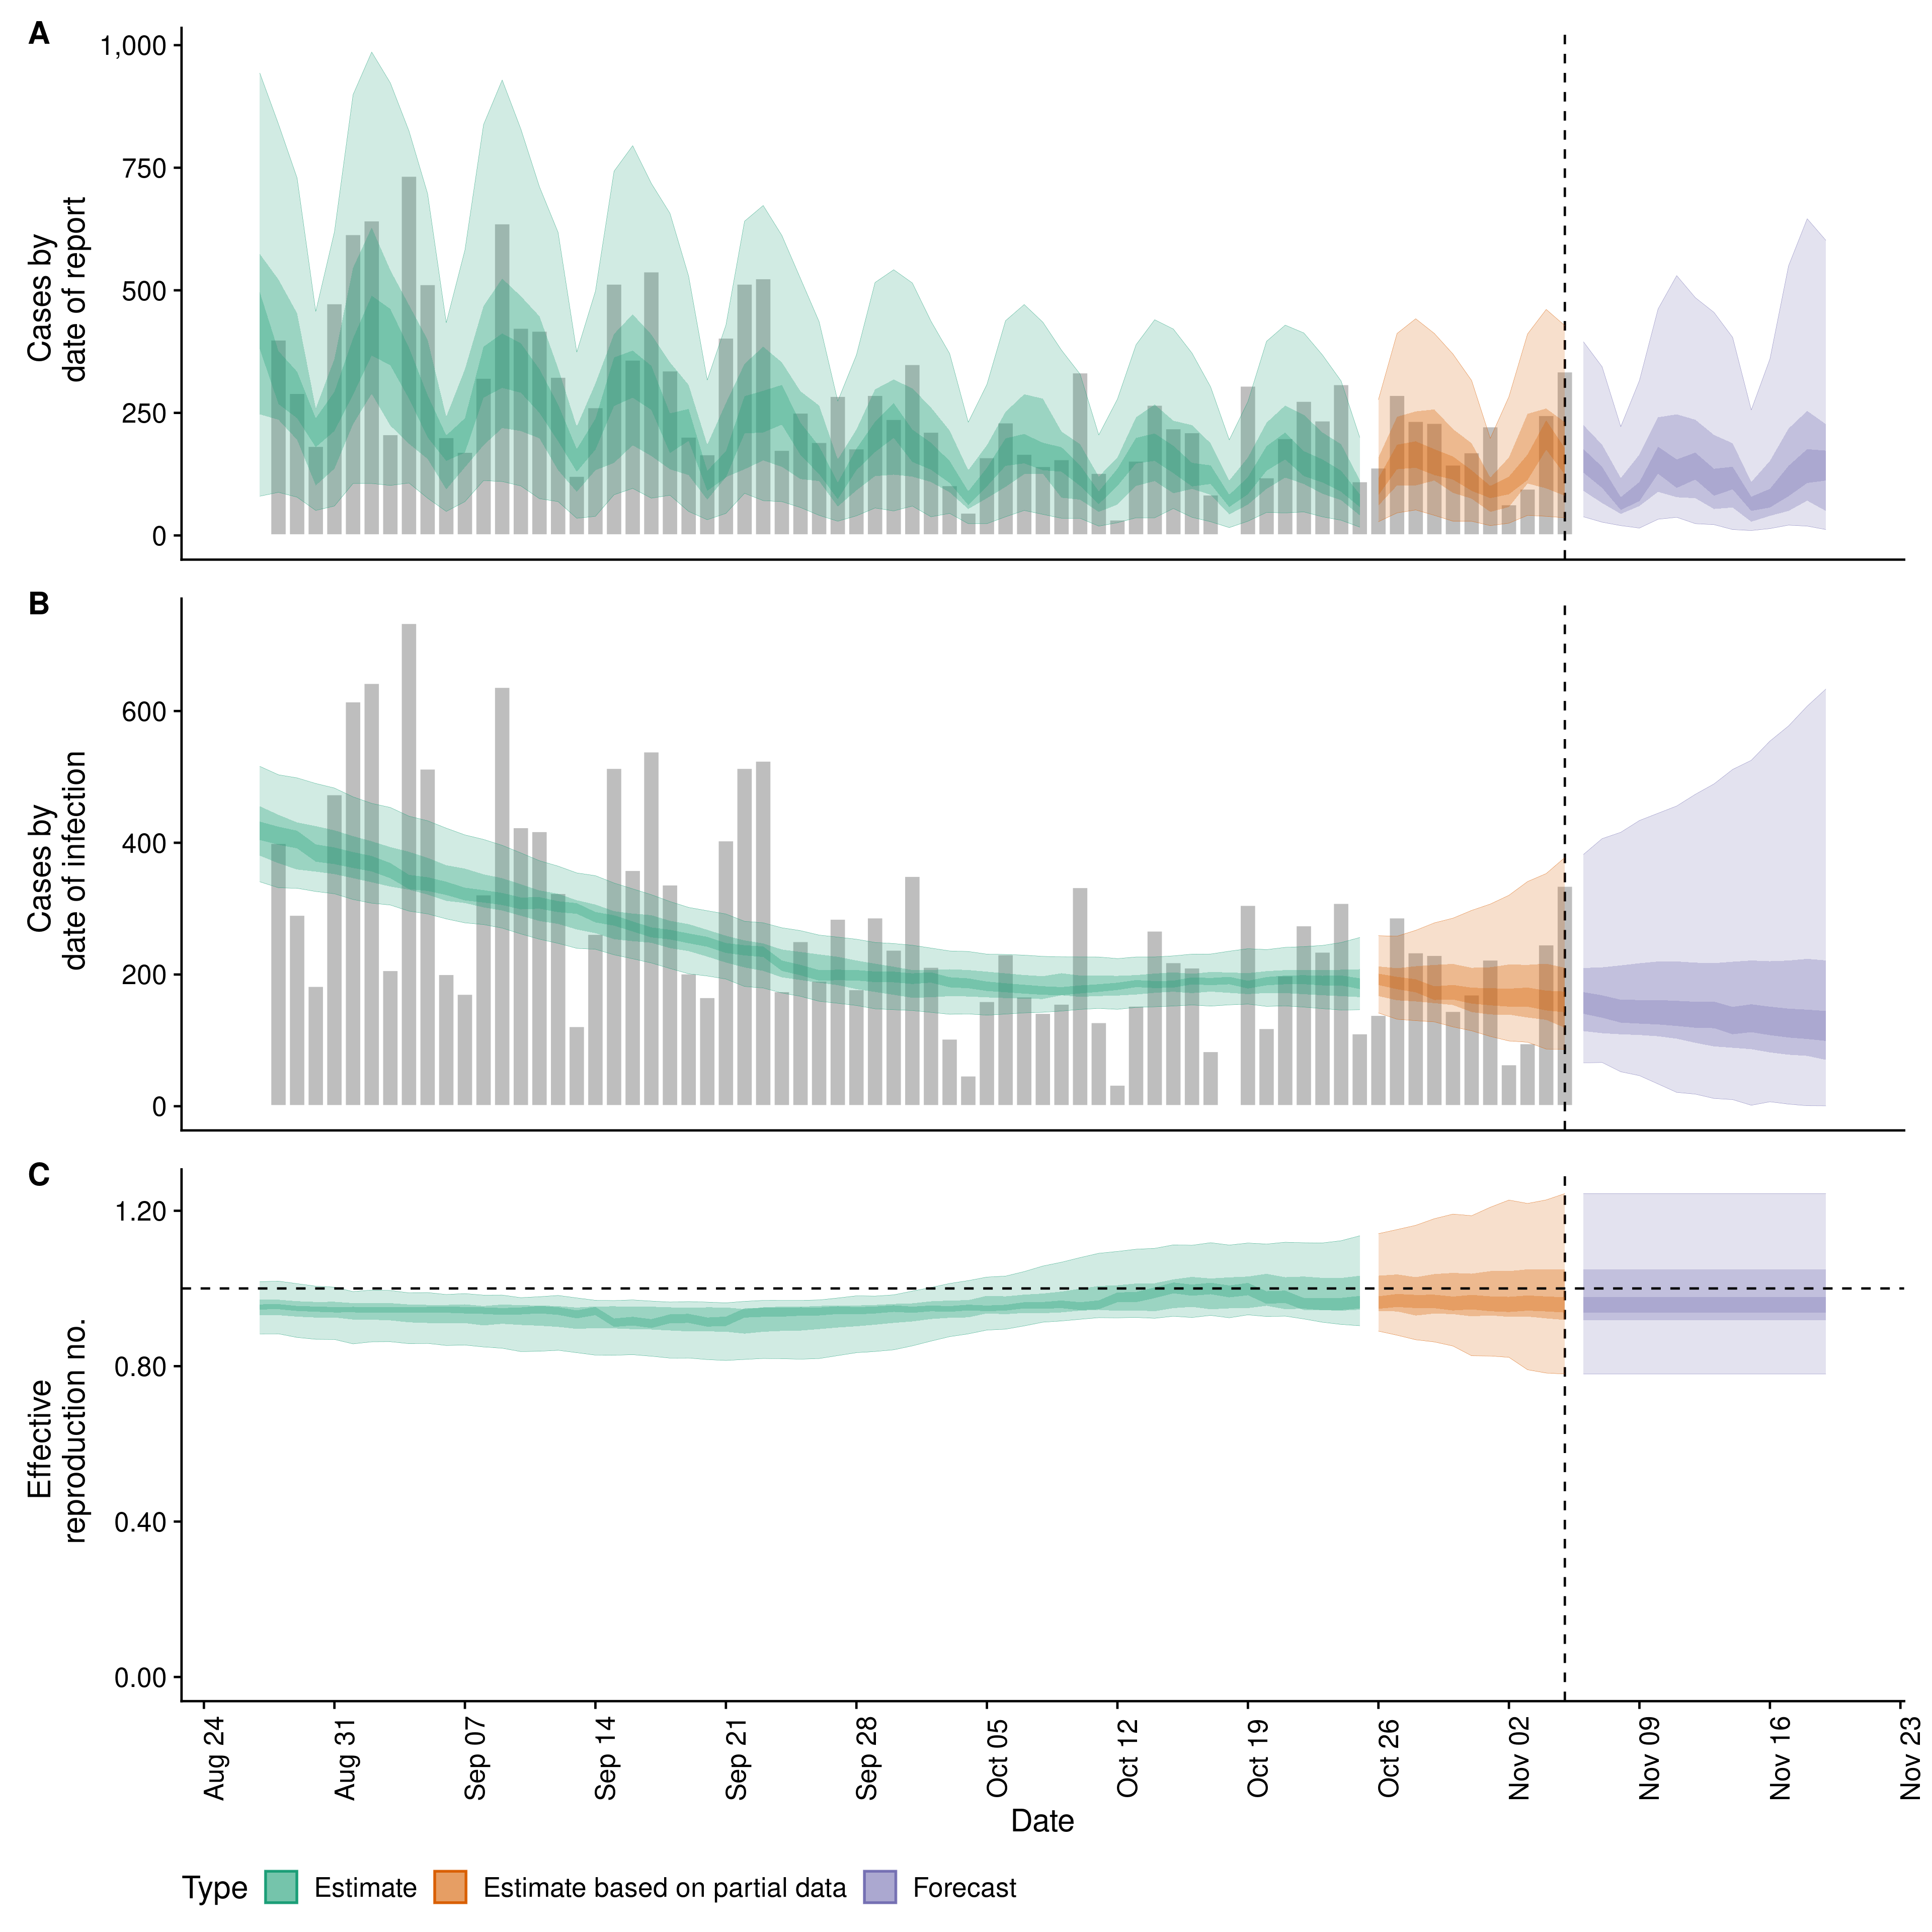 A
1,000
750
500
250
0
Cases by
date of report
B
600
400
200
0
Cases by
date of infection
C
1.20
0.80
0.40
0.00
Effective
reproduction no.
Aug 24
Aug 31
Sep 07
Sep 14
Sep 21
Sep 28
Oct 05
Oct 12
Oct 19
Oct 26
Nov 02
Nov 09
Nov 16
Nov 23
Date
Type Estimate Estimate based on partial data Forecast